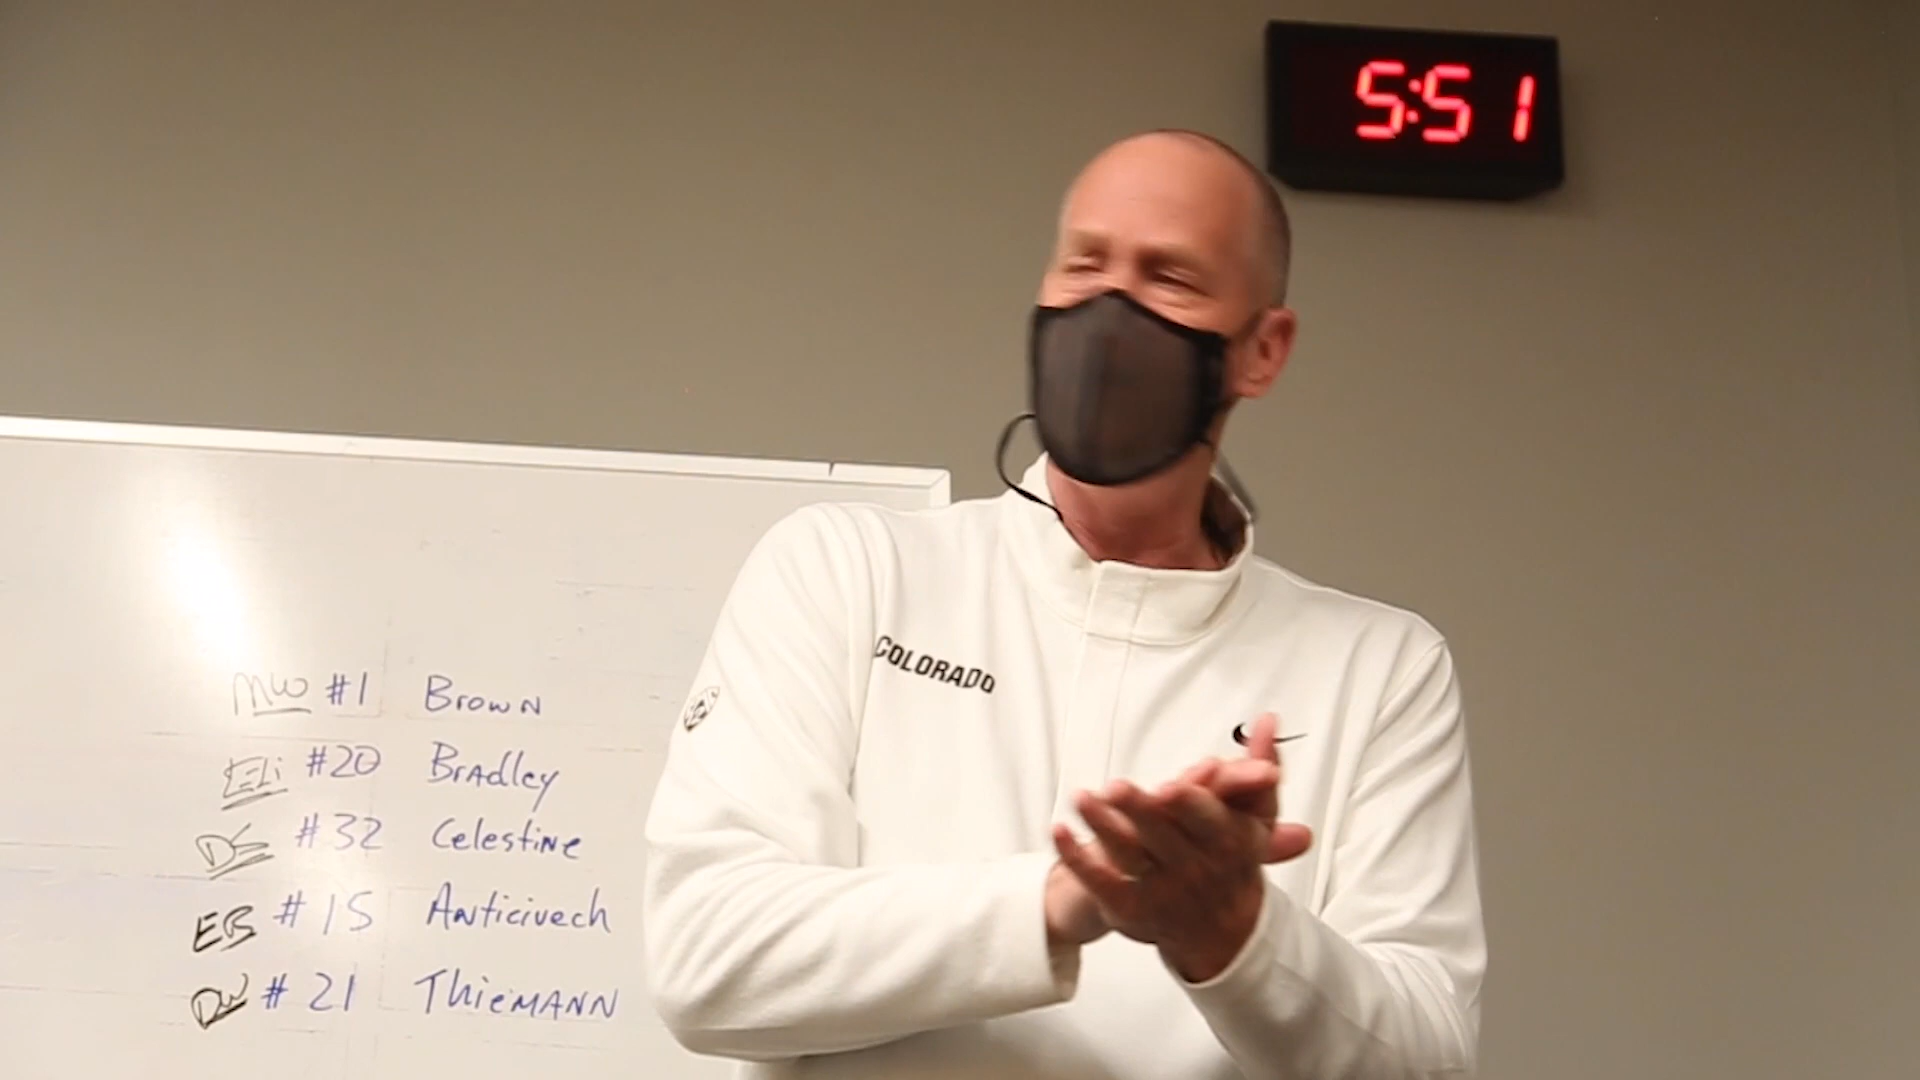 5:51
COLORADO
MW #1 Brown
ELi #20 Bradley
DS #32 Celestine
EB #15 Anticivech
DW #21 ThieMANN